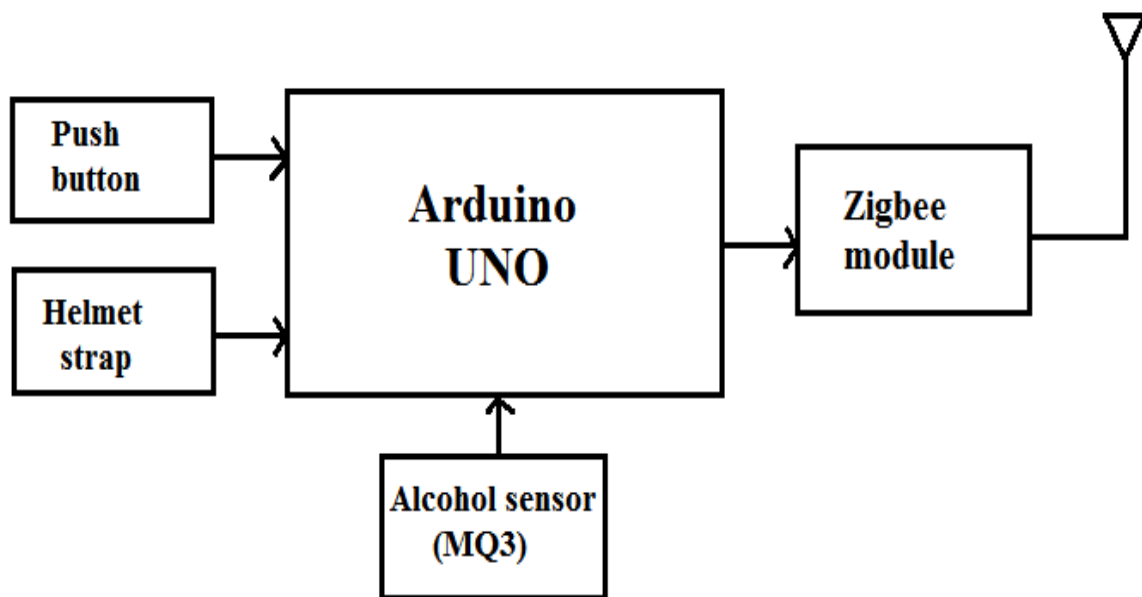 Push
button
Helmet
strap
Arduino
UNO
Alcohol sensor
(MQ3)
Zigbee
module